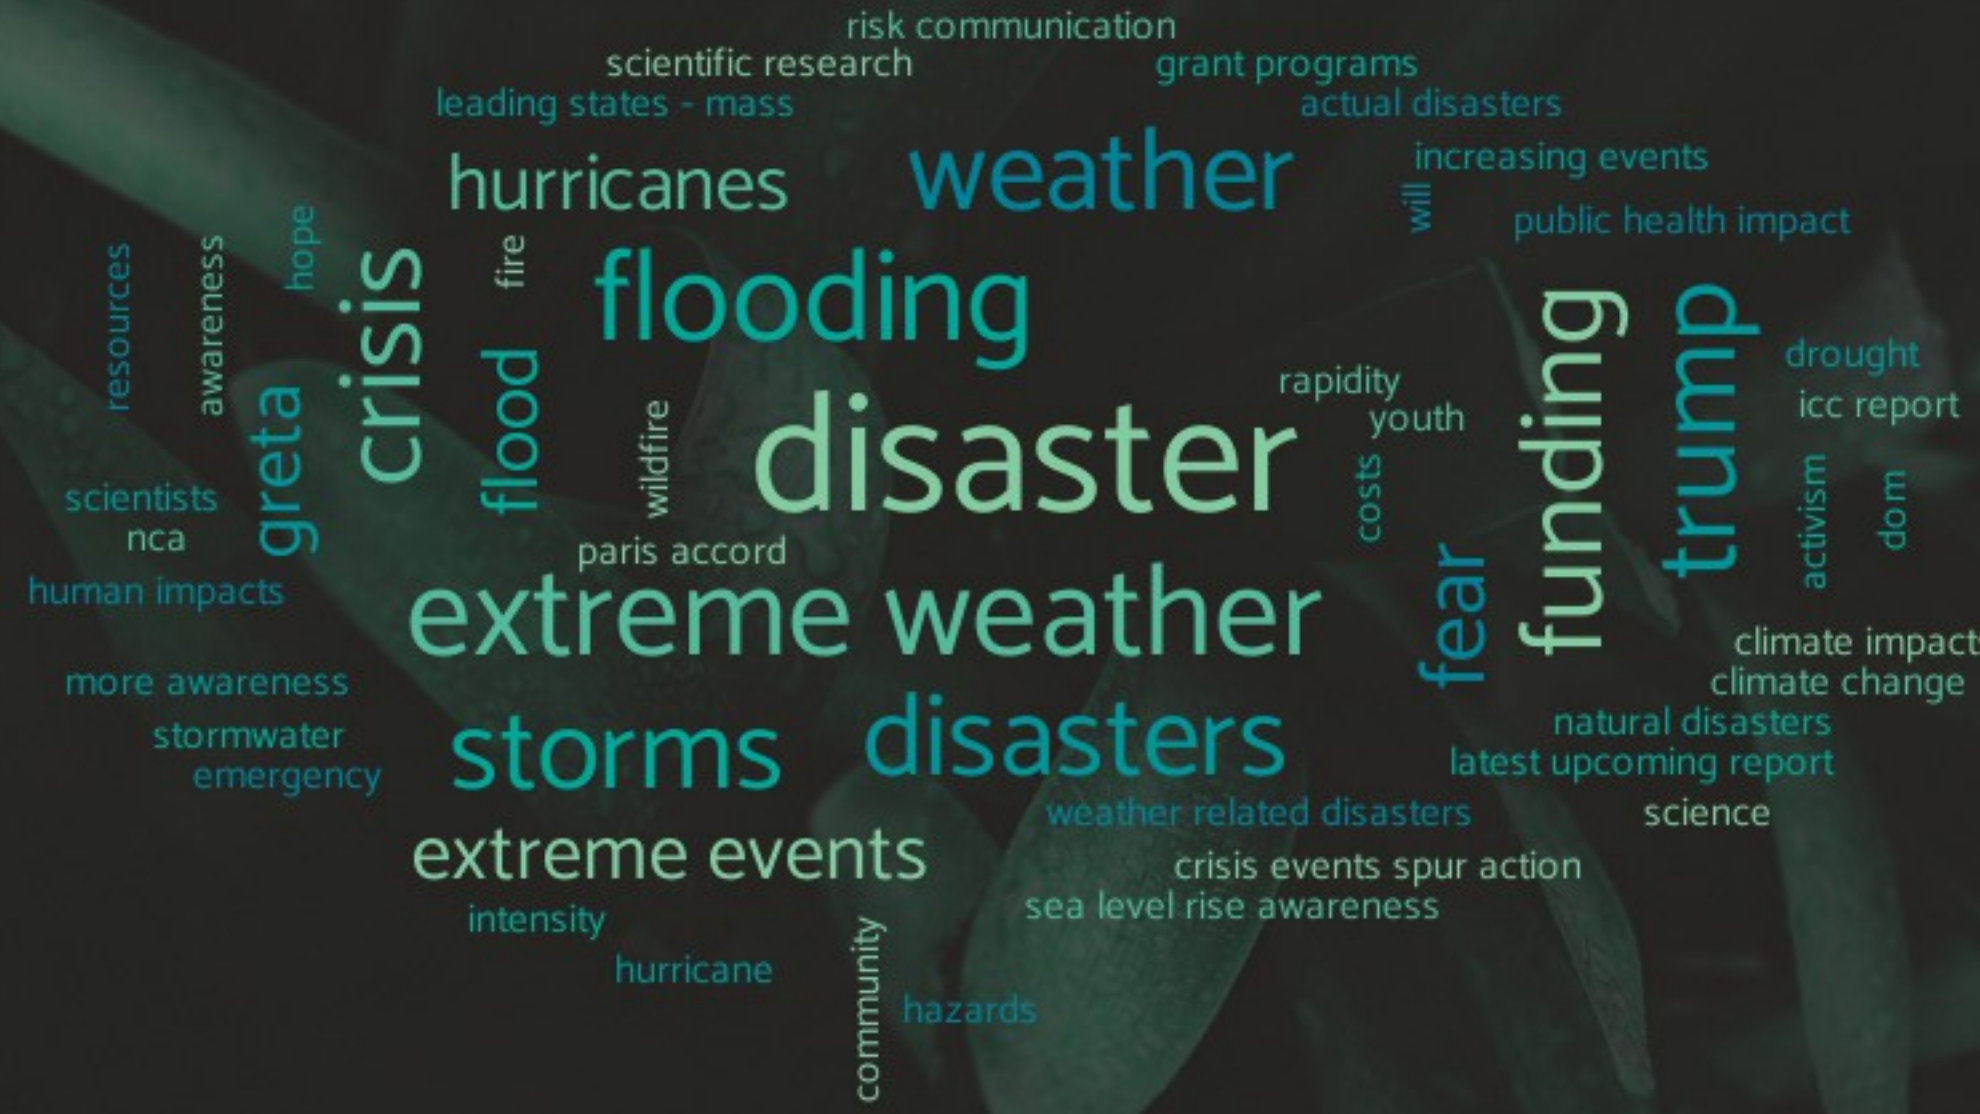 risk communication
scientific research
grant programs
leading states - mass
actual disasters
hurricanes
weather
increasing events
will
public health impact
resources
awareness
hope
crisis
fire
flooding
funding
trump
drought
rapidity
icc report
youth
greta
flood
wildfire
disaster
costs
activism
dom
scientists
nca
paris accord
human impacts
extreme weather
fear
climate impact
more awareness
climate change
storms
disasters
natural disasters
stormwater
latest upcoming report
emergency
weather related disasters
science
extreme events
crisis events spur action
sea level rise awareness
intensity
community
hurricane
hazards